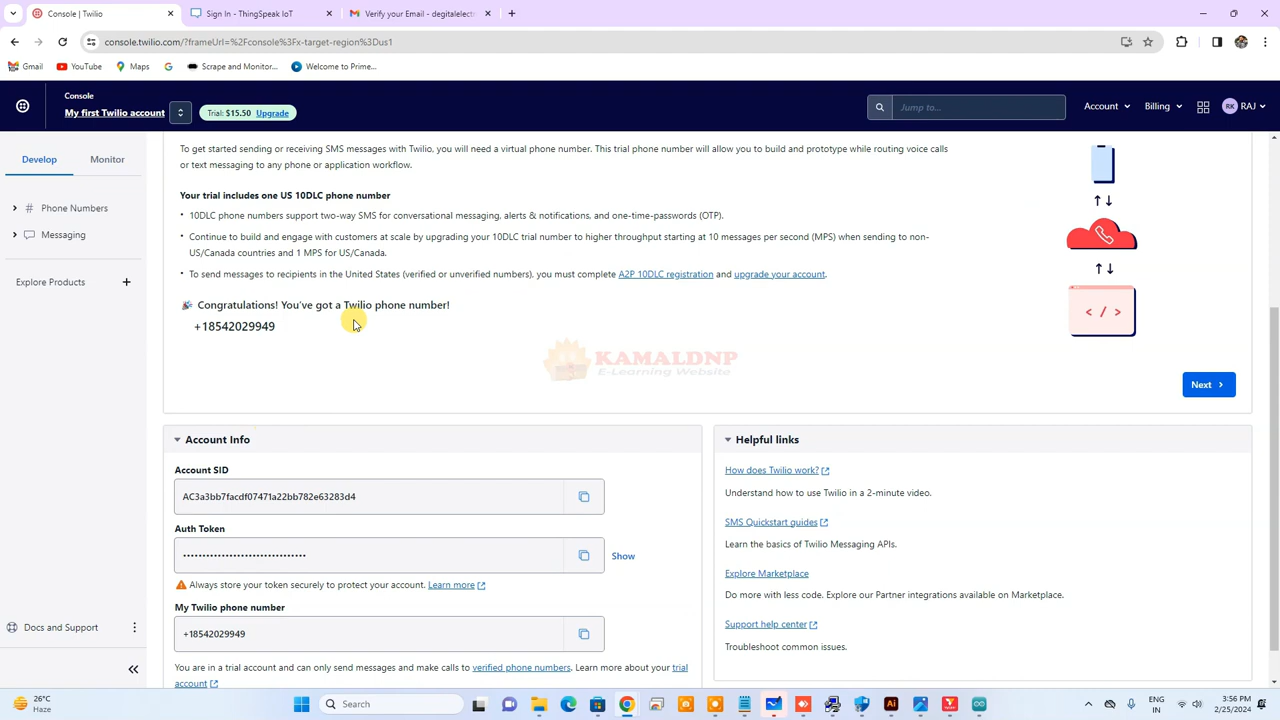 Console | Twilio
Sign In - ThingSpeak IoT
Verify your Email - degitalelect
console.twilio.com/?frameUrl=%2Fconsole%3Fx-target-region%3Dus1
Gmail
YouTube
Maps
Scrape and Monitor...
Welcome to Prime...
Console
My first Twilio account
Trial: $15.50 Upgrade
Jump to...
Account
Billing
RK
RAJ
Develop
Monitor
# Phone Numbers
Messaging
Explore Products +
To get started sending or receiving SMS messages with Twilio, you will need a virtual phone number. This trial phone number will allow you to build and prototype while routing voice calls
or text messaging to any phone or application workflow.
Your trial includes one US 10DLC phone number
• 10DLC phone numbers support two-way SMS for conversational messaging, alerts & notifications, and one-time-passwords (OTP).
• Continue to build and engage with customers at scale by upgrading your 10DLC trial number to higher throughput starting at 10 messages per second (MPS) when sending to non-
US/Canada countries and 1 MPS for US/Canada.
• To send messages to recipients in the United States (verified or unverified numbers), you must complete A2P 10DLC registration and upgrade your account.
Congratulations! You've got a Twilio phone number!
+18542029949
< / >
KAMALDNP
E-Learning Website
Next
Account Info
Account SID
AC3a3bb7facdf07471a22bb782e63283d4
Auth Token
Show
Always store your token securely to protect your account. Learn more
My Twilio phone number
+18542029949
You are in a trial account and can only send messages and make calls to verified phone numbers. Learn more about your trial
account
Helpful links
How does Twilio work?
Understand how to use Twilio in a 2-minute video.
SMS Quickstart guides
Learn the basics of Twilio Messaging APIs.
Explore Marketplace
Do more with less code. Explore our Partner integrations available on Marketplace.
Support help center
Troubleshoot common issues.
Docs and Support
26°C
Haze
Search
ENG
IN
3:56 PM
2/25/2024